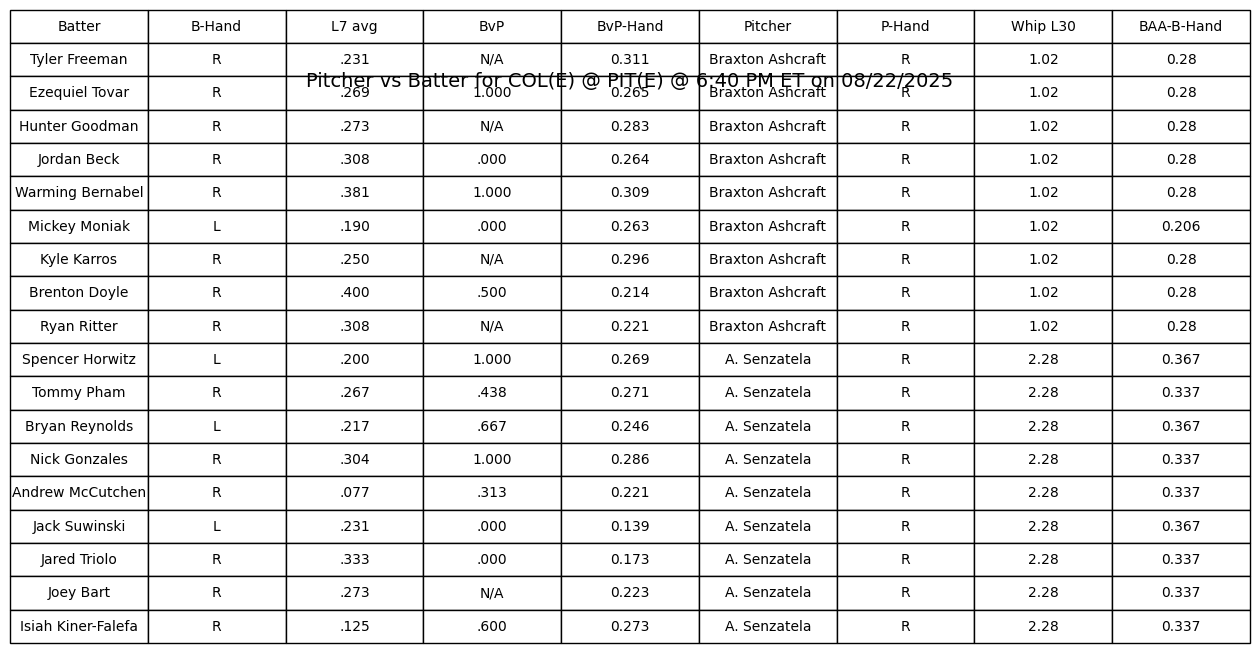 Batter B-Hand L7 avg BvP BvP-Hand Pitcher P-Hand Whip L30 BAA-B-Hand
Tyler Freeman R .231 N/A 0.311 Braxton Ashcraft R 1.02 0.28
Pitcher vs Batter for COL(E) @ PIT(E) @ 6:40 PM ET on 08/22/2025
Ezequiel Tovar R .269 1.000 0.265 Braxton Ashcraft R 1.02 0.28
Hunter Goodman R .273 N/A 0.283 Braxton Ashcraft R 1.02 0.28
Jordan Beck R .308 .000 0.264 Braxton Ashcraft R 1.02 0.28
Warming Bernabel R .381 1.000 0.309 Braxton Ashcraft R 1.02 0.28
Mickey Moniak L .190 .000 0.263 Braxton Ashcraft R 1.02 0.206
Kyle Karros R .250 N/A 0.296 Braxton Ashcraft R 1.02 0.28
Brenton Doyle R .400 .500 0.214 Braxton Ashcraft R 1.02 0.28
Ryan Ritter R .308 N/A 0.221 Braxton Ashcraft R 1.02 0.28
Spencer Horwitz L .200 1.000 0.269 A. Senzatela R 2.28 0.367
Tommy Pham R .267 .438 0.271 A. Senzatela R 2.28 0.337
Bryan Reynolds L .217 .667 0.246 A. Senzatela R 2.28 0.367
Nick Gonzales R .304 1.000 0.286 A. Senzatela R 2.28 0.337
Andrew McCutchen R .077 .313 0.221 A. Senzatela R 2.28 0.337
Jack Suwinski L .231 .000 0.139 A. Senzatela R 2.28 0.367
Jared Triolo R .333 .000 0.173 A. Senzatela R 2.28 0.337
Joey Bart R .273 N/A 0.223 A. Senzatela R 2.28 0.337
Isiah Kiner-Falefa R .125 .600 0.273 A. Senzatela R 2.28 0.337